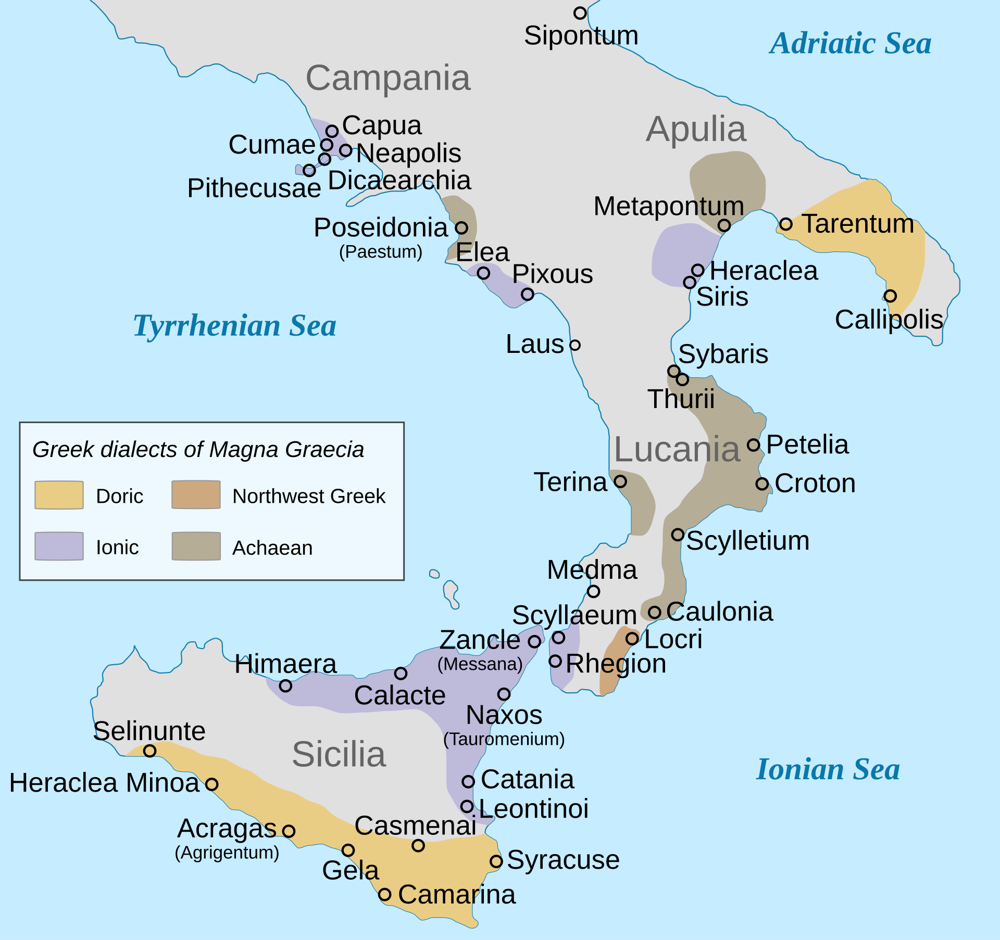 Sipontum
Adriatic Sea
Campania
Apulia
Capua
Cumae
Neapolis
Dicaearchia
Pithecusae
Metapontum
Tarentum
Poseidonia
(Paestum)
Elea
Pixous
Heraclea
Siris
Callipolis
Tyrrhenian Sea
Laus
Sybaris
Thurii
Greek dialects of Magna Graecia
Doric
Northwest Greek
Ionic
Achaean
Lucania
Petelia
Terina
Croton
Scylletium
Medma
Scyllaeum
Caulonia
Zancle
(Messana)
Locri
Rhegion
Himaera
Calacte
Naxos
(Tauromenium)
Selinunte
Sicilia
Ionian Sea
Heraclea Minoa
Catania
Leontinoi
Acragas
(Agrigentum)
Casmenai
Gela
Syracuse
Camarina